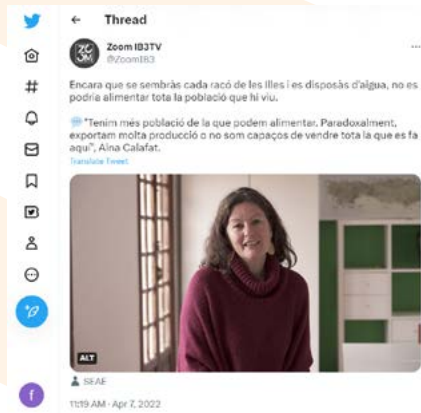 Thread
Zoom IB3TV
@ZoomIB3
Encara que se sembràs cada racó de les Illes i es disposàs d'aigua, no es
podria alimentar tota la població que hi viu.
💬"Tenim més població de la que podem alimentar. Paradoxalment,
exportam molta producció o no som capaços de vendre tota la que es fa
aquí", Aina Calafat.
Translate Tweet
ALT
SEAE
11:19 AM · Apr 7, 2022
f